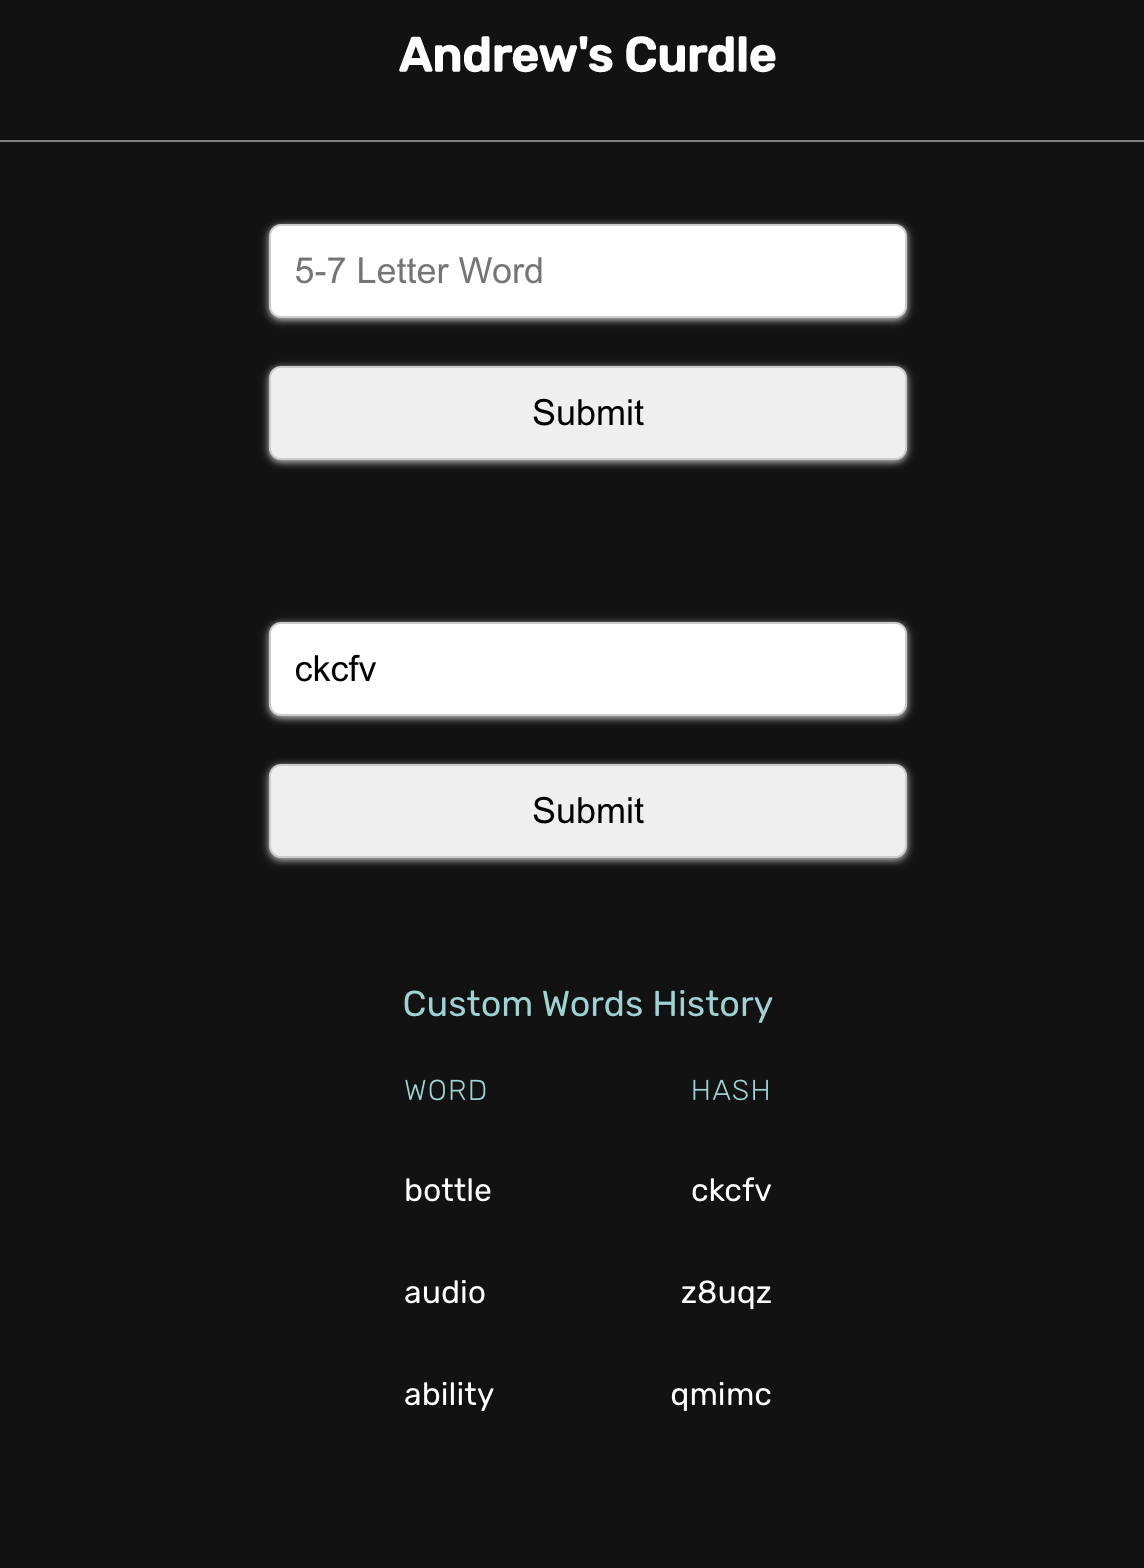 Andrew's Curdle
5-7 Letter Word
Submit
ckcfv
Submit
Custom Words History
WORD HASH
bottle ckcfv
audio z8uqz
ability qmimc